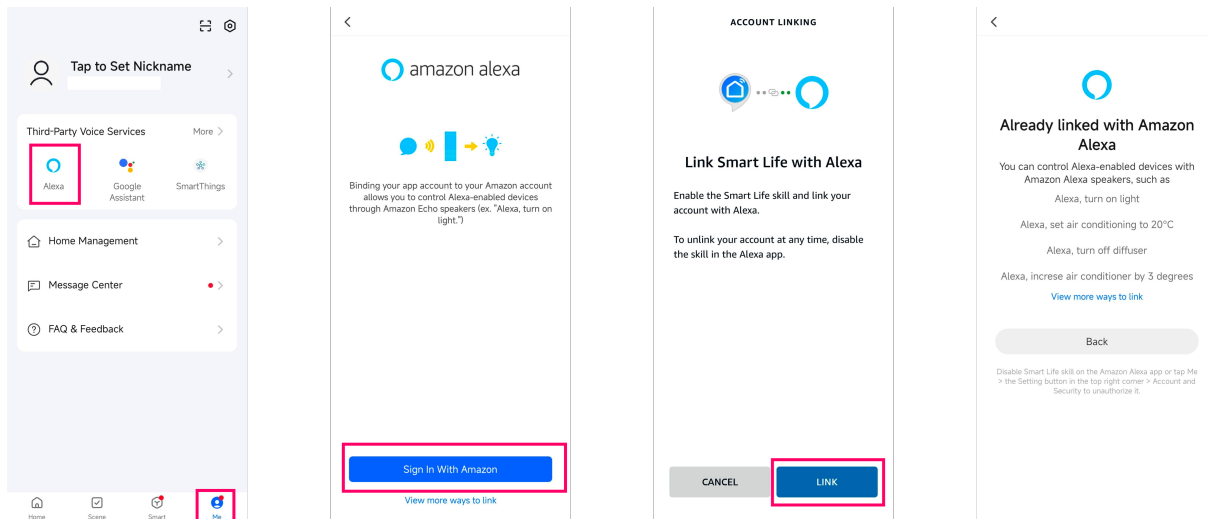 Tap to Set Nickname
Third-Party Voice Services
More
Alexa
Google
Assistant
SmartThings
Home Management
Message Center
FAQ & Feedback
Home
Scene
Smart
Me
amazon alexa
Binding your app account to your Amazon account
allows you to control Alexa-enabled devices
through Amazon Echo speakers (ex. "Alexa, turn on
light.")
Sign In With Amazon
View more ways to link
ACCOUNT LINKING
Link Smart Life with Alexa
Enable the Smart Life skill and link your
account with Alexa.
To unlink your account at any time, disable
the skill in the Alexa app.
CANCEL
LINK
Already linked with Amazon
Alexa
You can control Alexa-enabled devices with
Amazon Alexa speakers, such as
Alexa, turn on light
Alexa, set air conditioning to 20°C
Alexa, turn off diffuser
Alexa, increse air conditioner by 3 degrees
View more ways to link
Back
Disable Smart Life skill on the Amazon Alexa app or tap Me
> the Setting button in the top right corner > Account and
Security to unauthorize it.